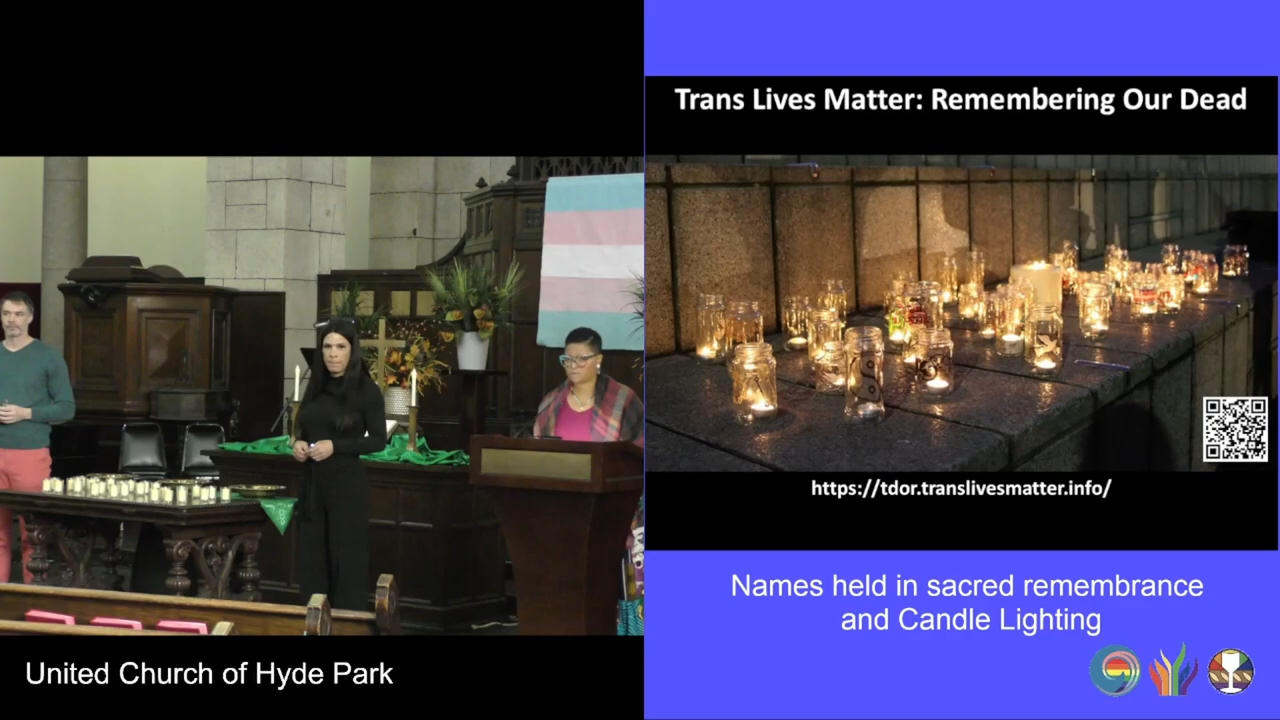 Trans Lives Matter: Remembering Our Dead
https://tdor.translivesmatter.info/
Names held in sacred remembrance
and Candle Lighting
United Church of Hyde Park